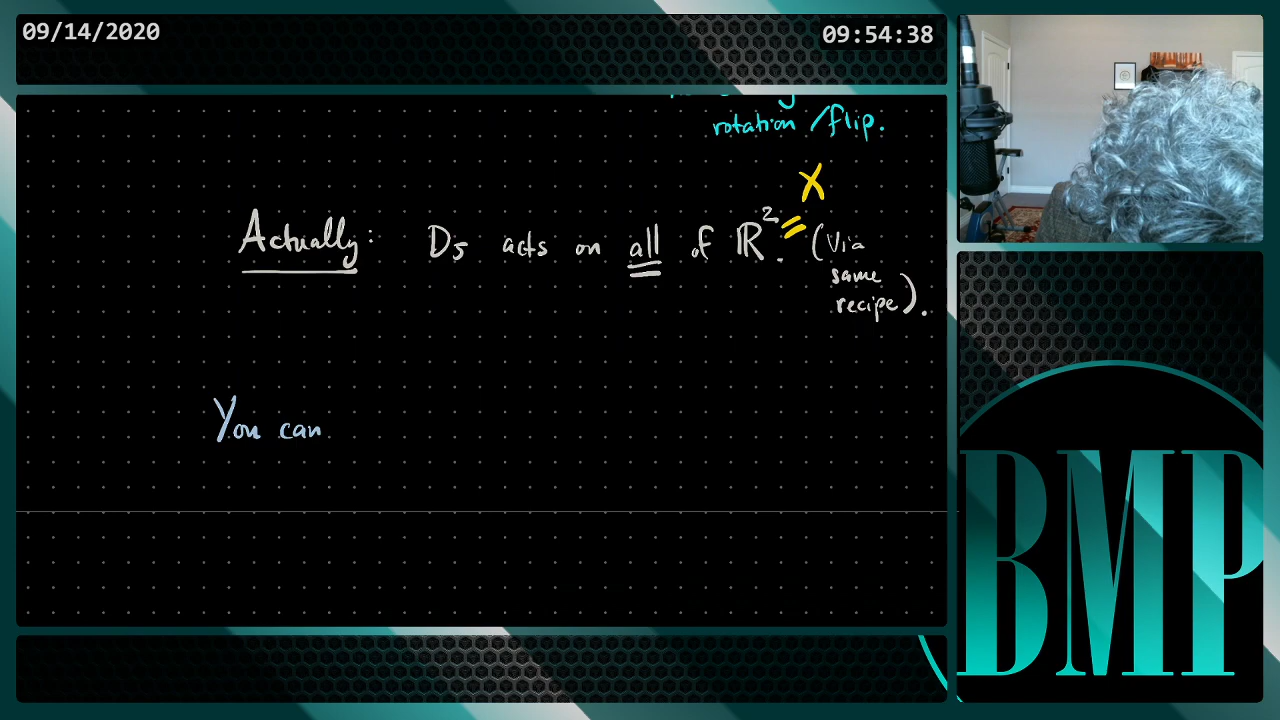 09/14/2020
09:54:38
rotation/flip.
X
Actually: D5 acts on all of ℝ². = (Via
same
recipe).
You can
BMP